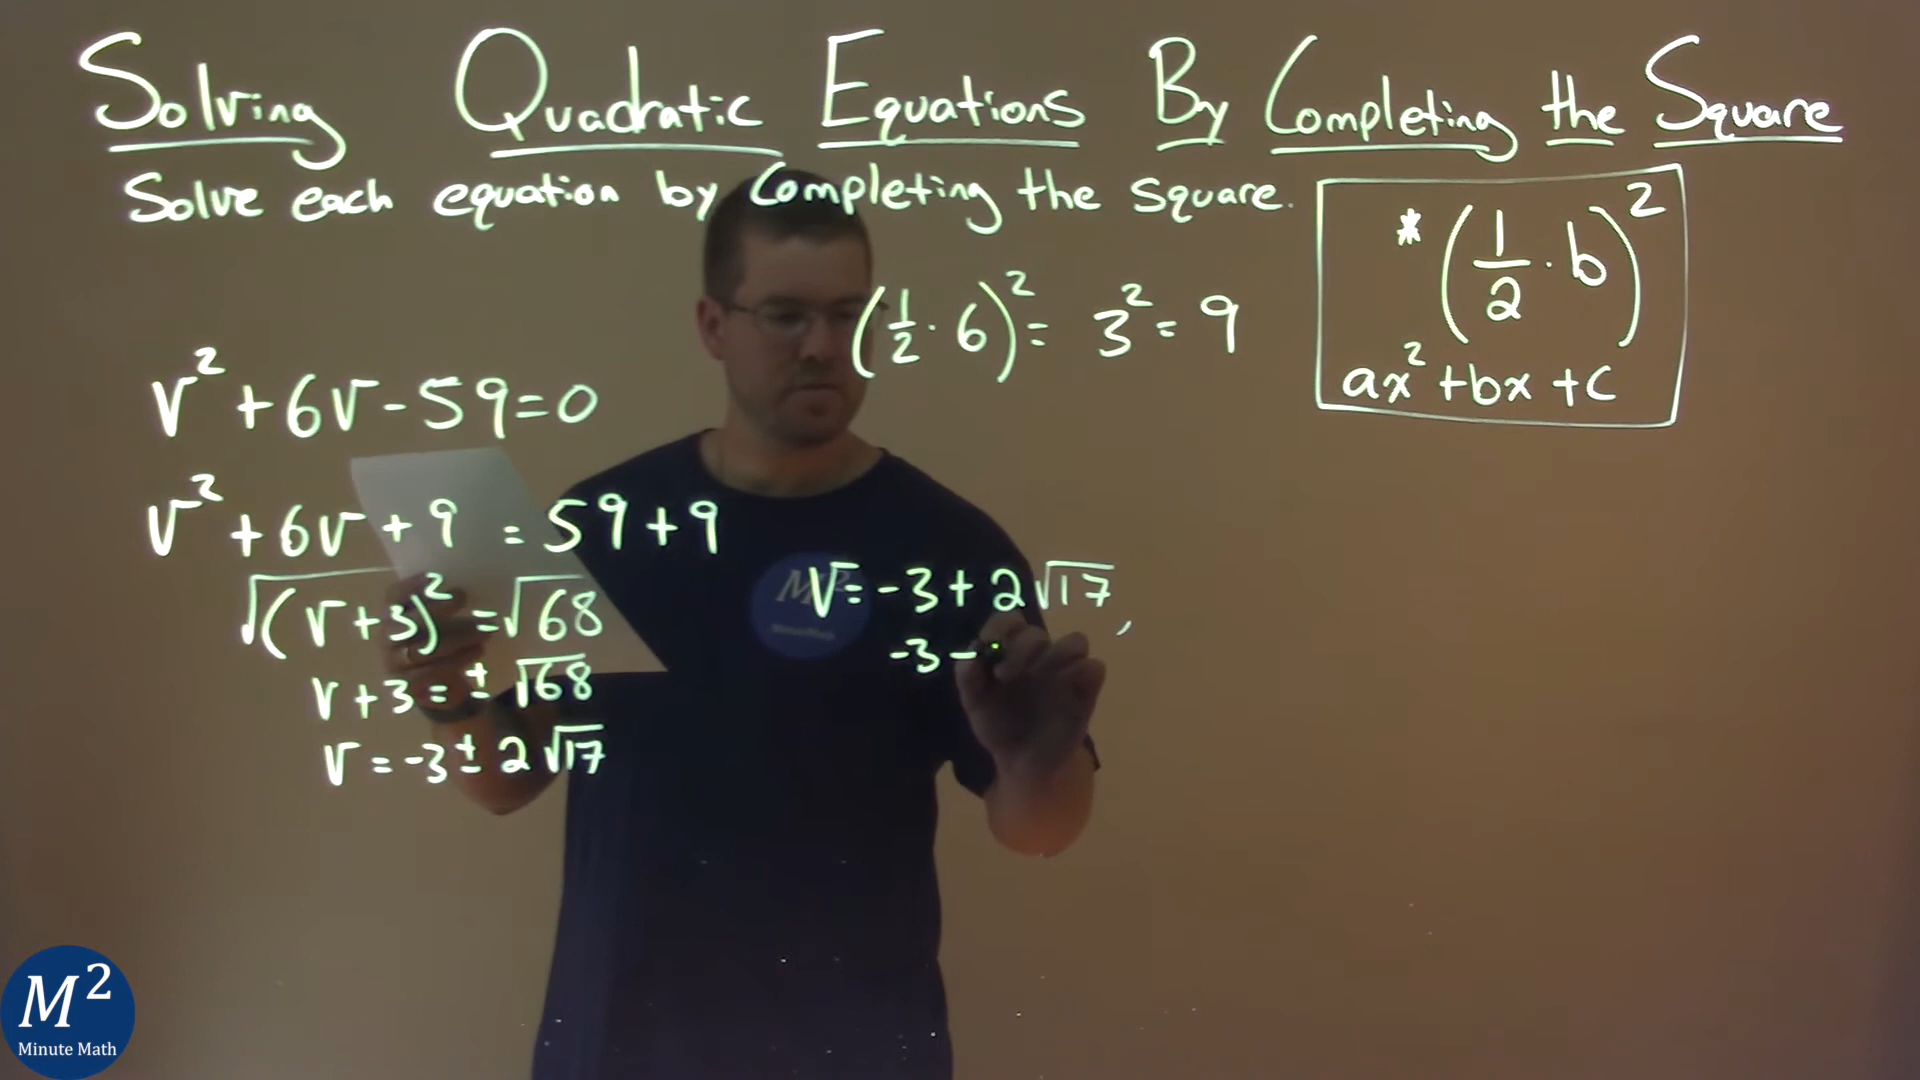 Solving Quadratic Equations By Completing the Square
Solve each equation by Completing the square.
* (1/2 · b)²
ax² + bx + c
(1/2 · 6)² = 3² = 9
v² + 6v - 59 = 0
v² + 6v + 9 = 59 + 9
√(v + 3)² = √68
v + 3 = ± √68
v = -3 ± 2√17
v = -3 + 2√17,
-3 -
M²
Minute Math